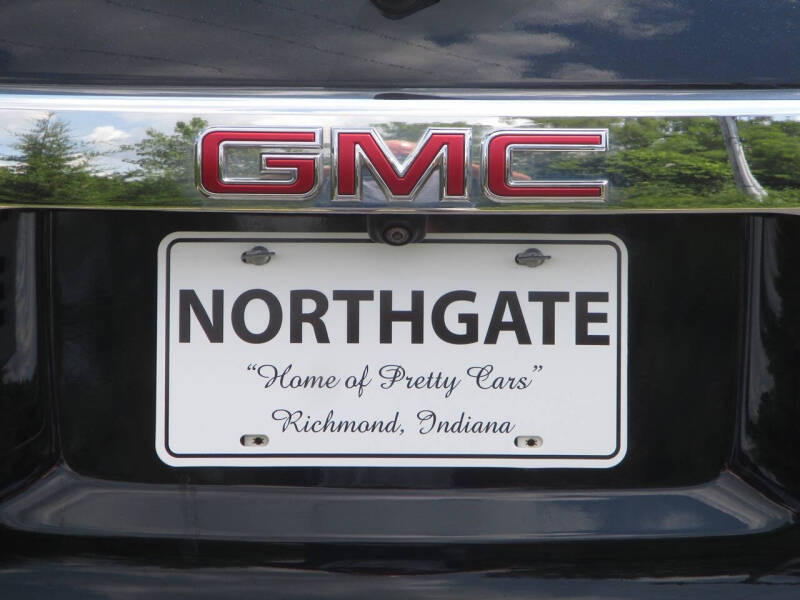 GMC
NORTHGATE
“Home of Pretty Cars”
Richmond, Indiana